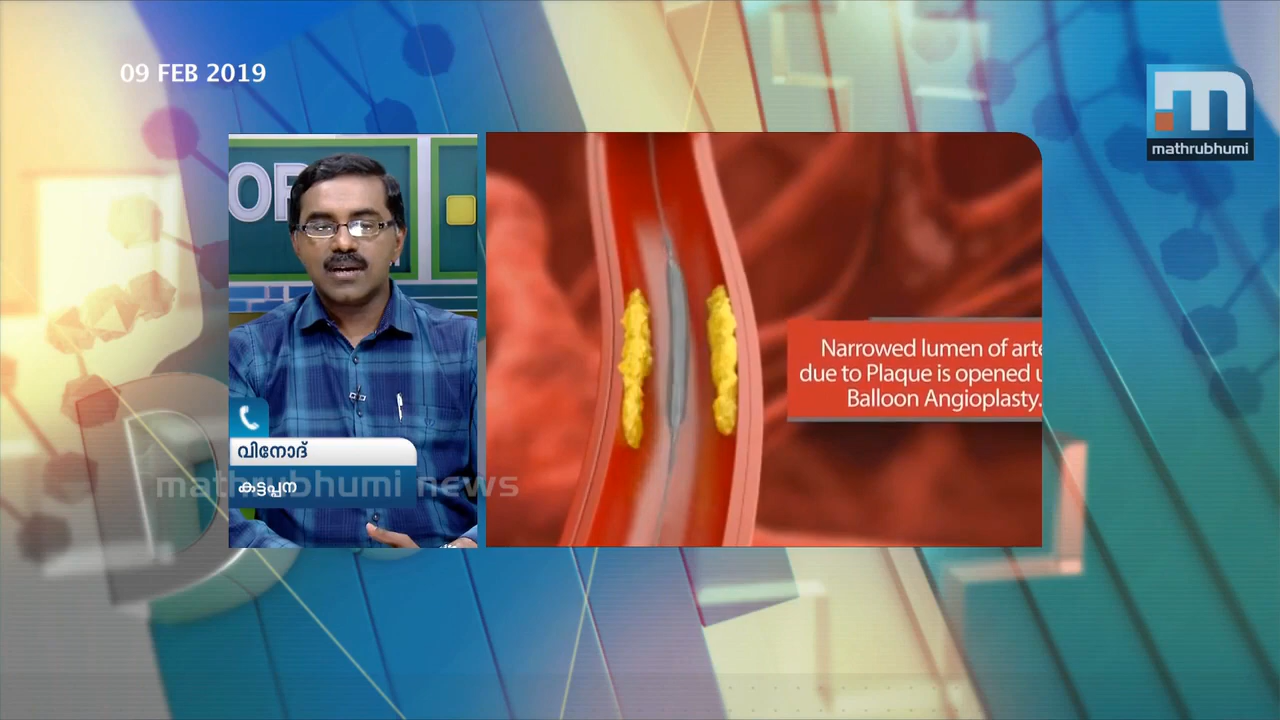 09 FEB 2019
mathrubhumi
OR
വിനോദ്
കട്ടപ്പന
mathrubhumi news
Narrowed lumen of arte
due to Plaque is opened u
Balloon Angioplasty.